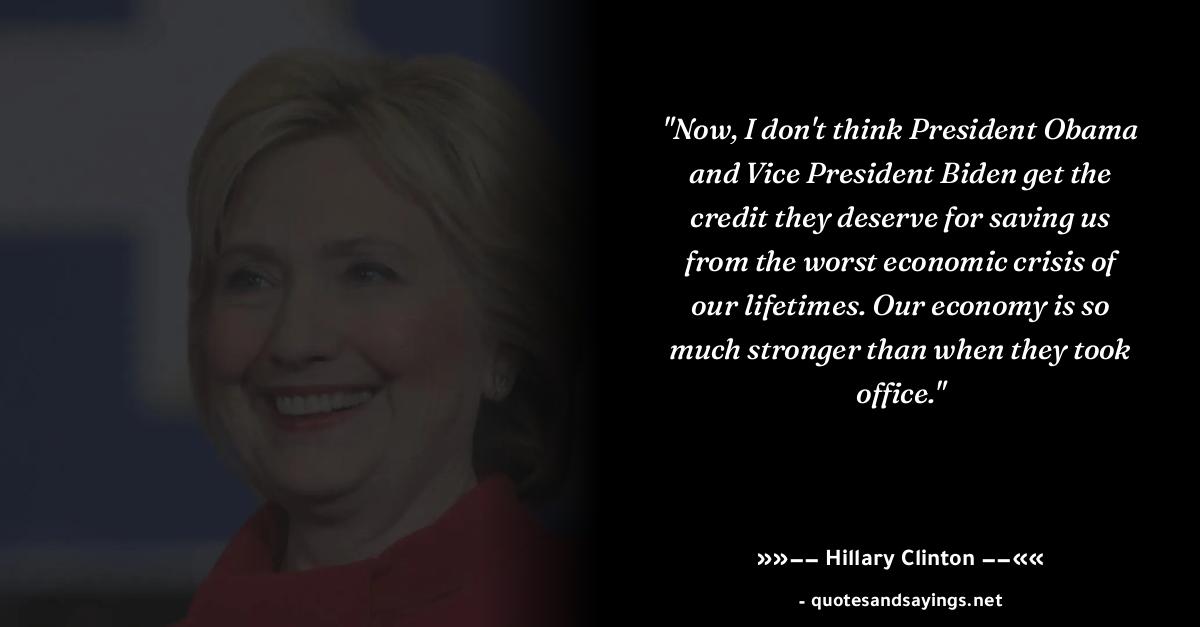 "Now, I don't think President Obama
and Vice President Biden get the
credit they deserve for saving us
from the worst economic crisis of
our lifetimes. Our economy is so
much stronger than when they took
office."
»»−− Hillary Clinton −−««
- quotesandsayings.net